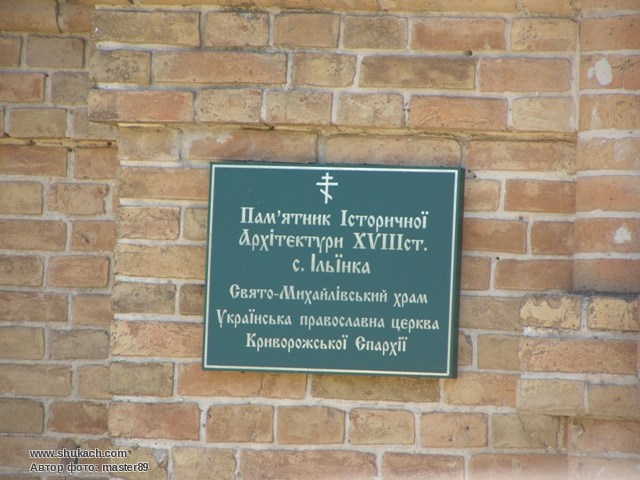 Пам'ятник Історичної
Архітектури XVIIIст.
с. Ільїнка
Свято-Михайлівський храм
Українська православна церква
Криворожської Єпархії
www.shukach.com
Автор фото: master89